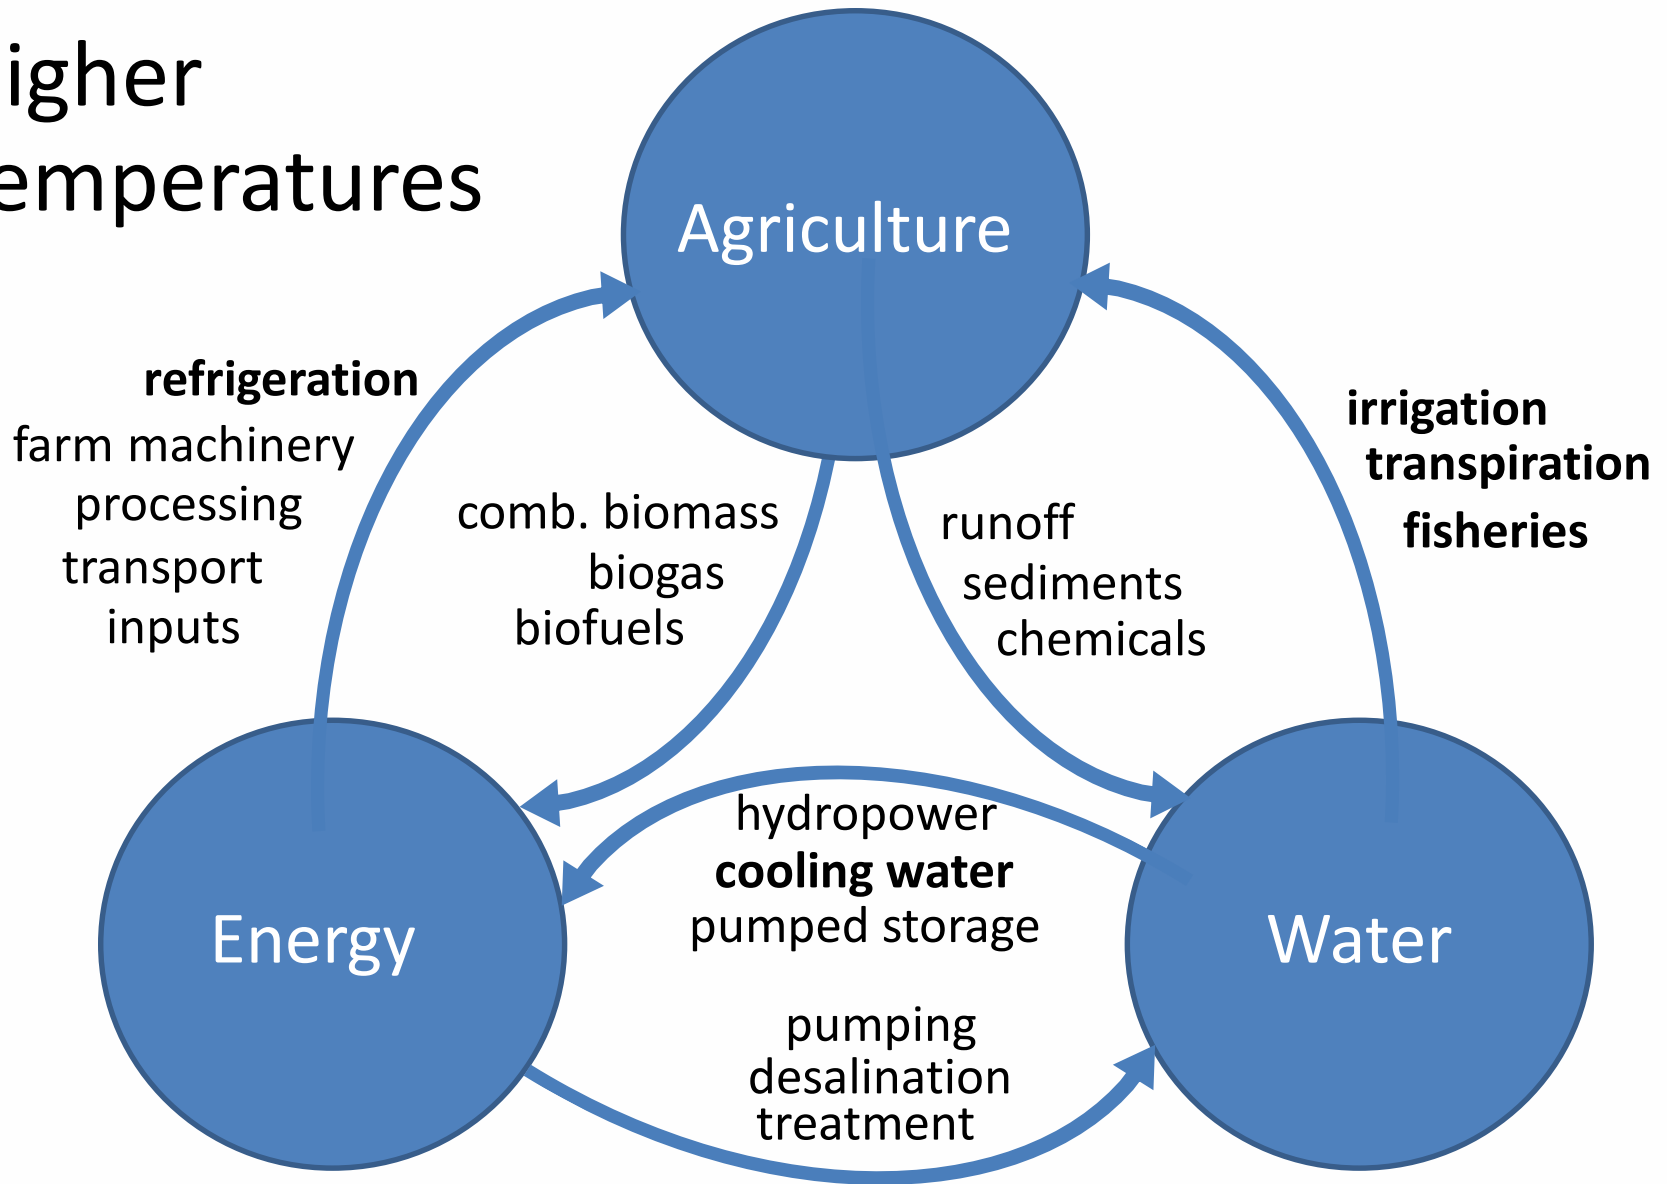 igher
emperatures
Agriculture
refrigeration
farm machinery
processing
transport
inputs
comb. biomass
biogas
biofuels
runoff
sediments
chemicals
irrigation
transpiration
fisheries
hydropower
cooling water
pumped storage
Energy
Water
pumping
desalination
treatment